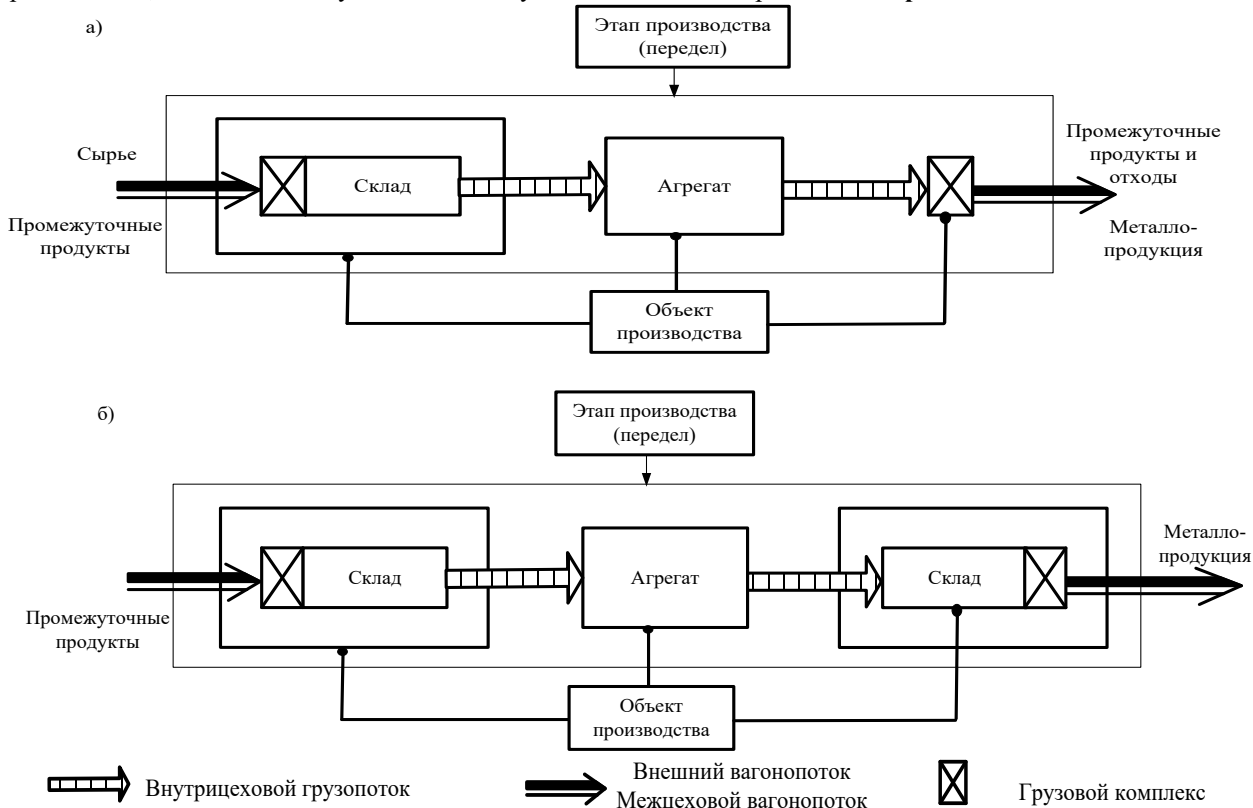 а)
Этап производства
(передел)
Сырье
Промежуточные
продукты
Склад
Агрегат
Промежуточные
продукты и
отходы
Металло-
продукция
Объект
производства
б)
Этап производства
(передел)
Промежуточные
продукты
Склад
Агрегат
Склад
Металло-
продукция
Объект
производства
Внутрицеховой грузопоток
Внешний вагонопоток
Межцеховой вагонопоток
Грузовой комплекс